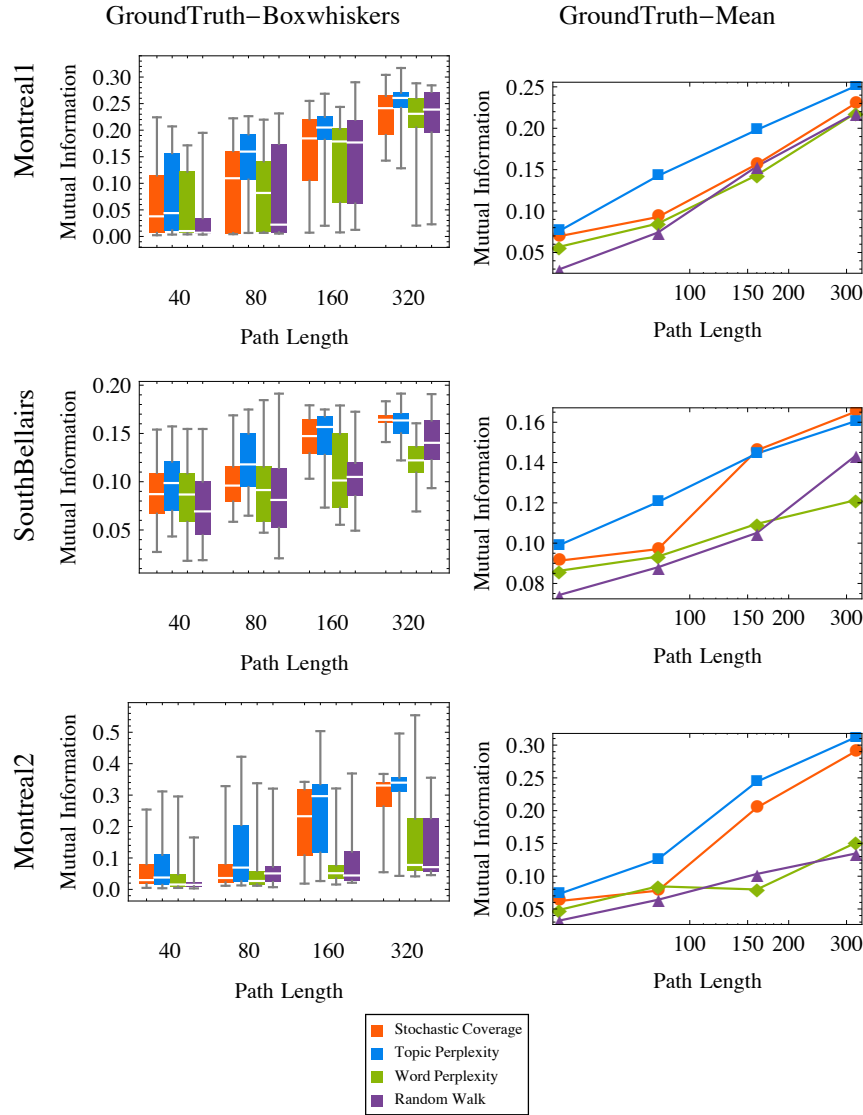 GroundTruth–Boxwhiskers
GroundTruth–Mean
Montreal1
Mutual Information
0.30
0.25
0.20
0.15
0.10
0.05
0.00
40 80 160 320
Path Length
Mutual Information
0.25
0.20
0.15
0.10
0.05
100 150 200 300
Path Length
SouthBellairs
Mutual Information
0.20
0.15
0.10
0.05
40 80 160 320
Path Length
Mutual Information
0.16
0.14
0.12
0.10
0.08
100 150 200 300
Path Length
Montreal2
Mutual Information
0.5
0.4
0.3
0.2
0.1
0.0
40 80 160 320
Path Length
Mutual Information
0.30
0.25
0.20
0.15
0.10
0.05
100 150 200 300
Path Length
Stochastic Coverage
Topic Perplexity
Word Perplexity
Random Walk